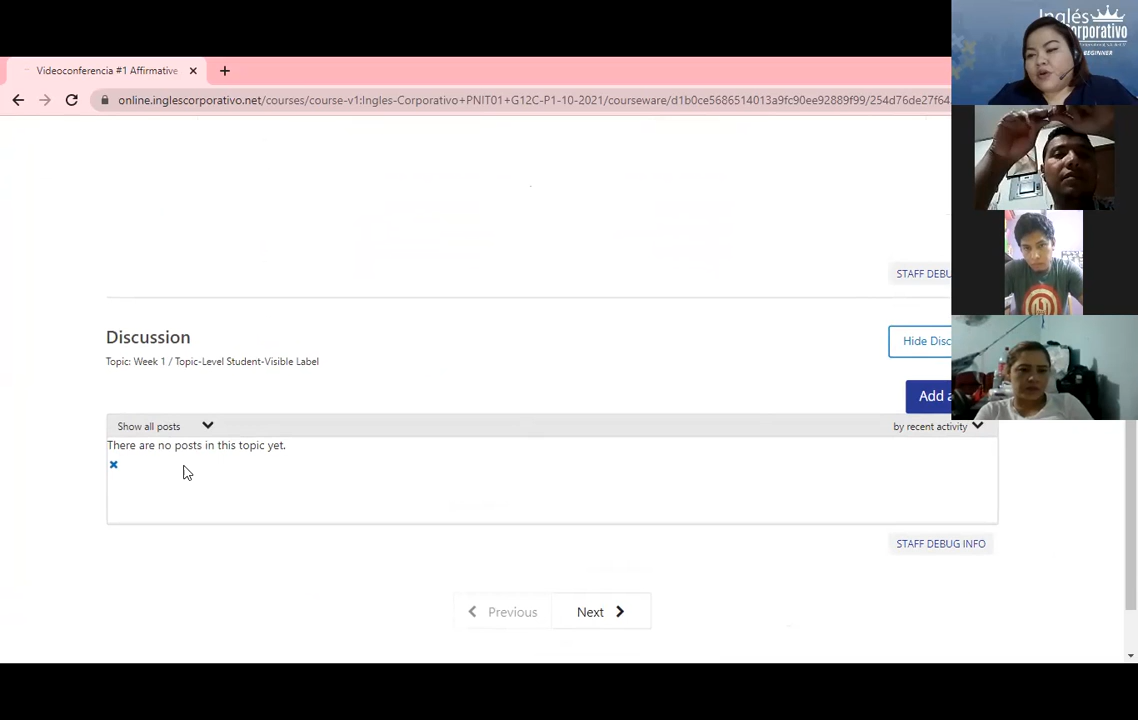 Videoconferencia #1 Affirmative
online.inglescorporativo.net/courses/course-v1:Ingles-Corporativo+PNIT01+G12C-P1-10-2021/courseware/d1b0ce5686514013a9fc90ee92889f99/254d76de27f64
Inglés
Corporativo
BEGINNER
STAFF DEBU
Discussion
Hide Disc
Topic: Week 1 / Topic-Level Student-Visible Label
Add a
Show all posts
by recent activity
There are no posts in this topic yet.
STAFF DEBUG INFO
Previous
Next